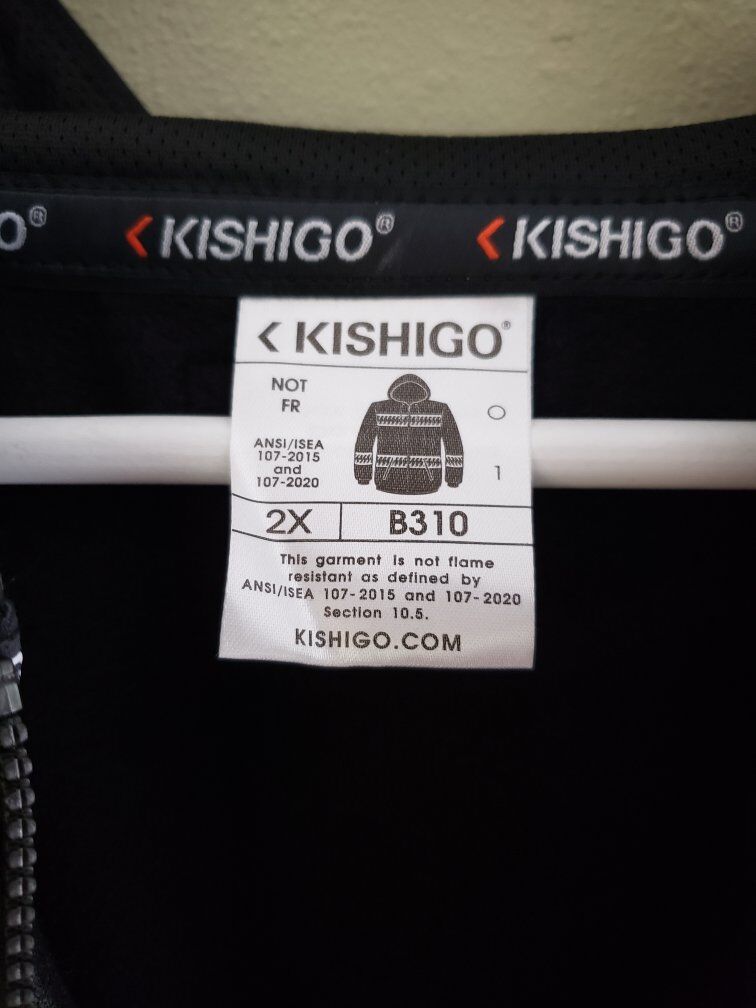 O®
KISHIGO®
KISHIGO®
KISHIGO®
NOT
FR
ANSI/ISEA
107-2015
and
107-2020
O
1
2X
B310
This garment is not flame
resistant as defined by
ANSI/ISEA 107-2015 and 107-2020
Section 10.5.
KISHIGO.COM